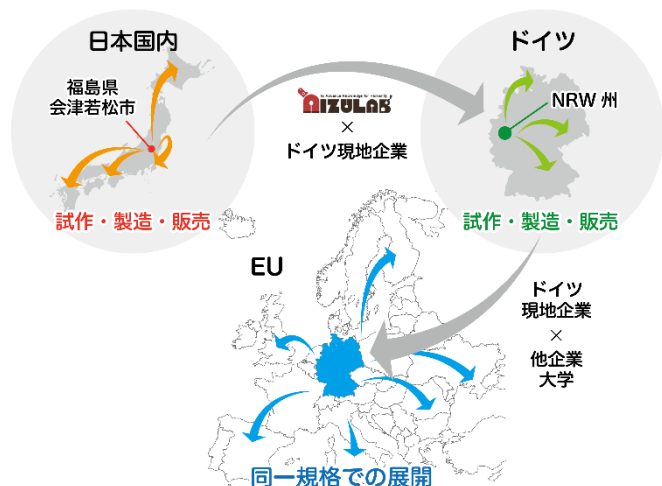 日本国内
福島県
会津若松市
試作・製造・販売
AIZULAB
×
ドイツ現地企業
ドイツ
NRW 州
試作・製造・販売
ドイツ
現地企業
×
他企業
大学
EU
同一規格での展開